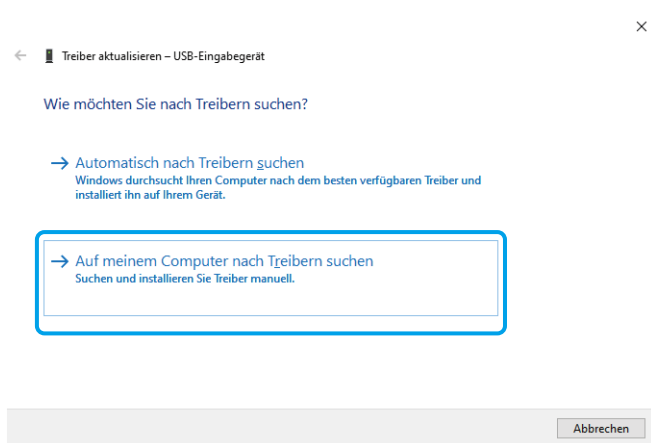 Treiber aktualisieren – USB-Eingabegerät
Wie möchten Sie nach Treibern suchen?
Automatisch nach Treibern suchen
Windows durchsucht Ihren Computer nach dem besten verfügbaren Treiber und
installiert ihn auf Ihrem Gerät.
Auf meinem Computer nach Treibern suchen
Suchen und installieren Sie Treiber manuell.
Abbrechen